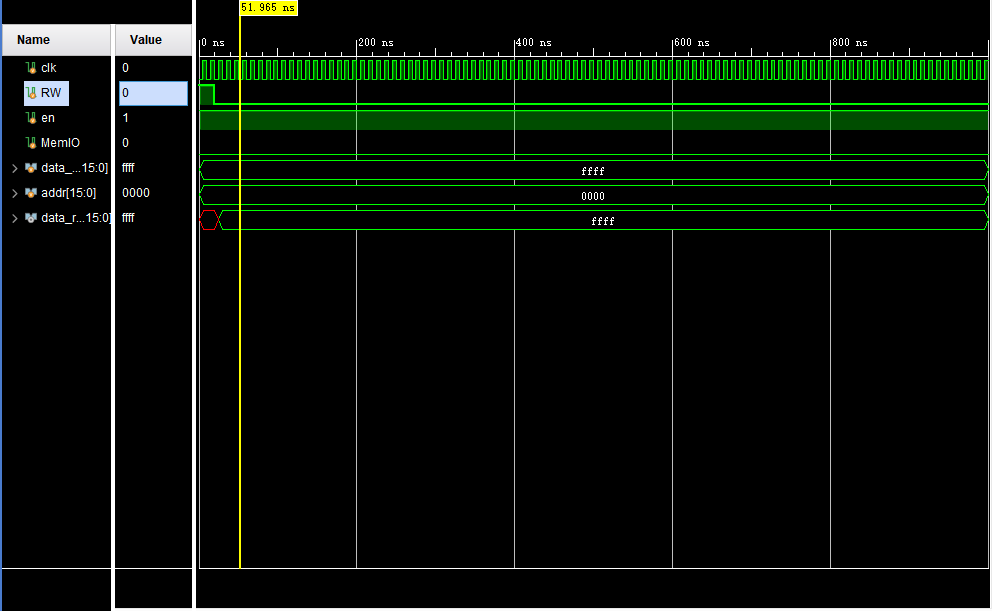 51.965 ns
Name Value
0 ns 200 ns 400 ns 600 ns 800 ns
clk 0
RW 0
en 1
MemIO 0
data_...15:0] ffff ffff
addr[15:0] 0000 0000
data_r...15:0] ffff ffff